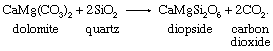 CaMg(CO₃)₂ + 2SiO₂ ⟶ CaMgSi₂O₆ + 2CO₂.
dolomite quartz diopside carbon
dioxide